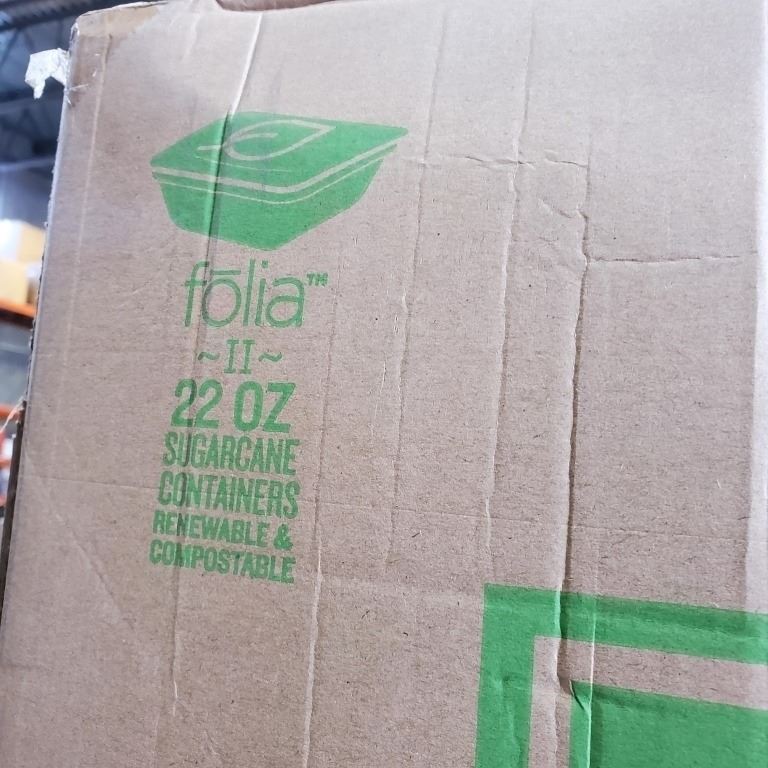 fōlia™
~II~
22 OZ
SUGARCANE
CONTAINERS
RENEWABLE &
COMPOSTABLE